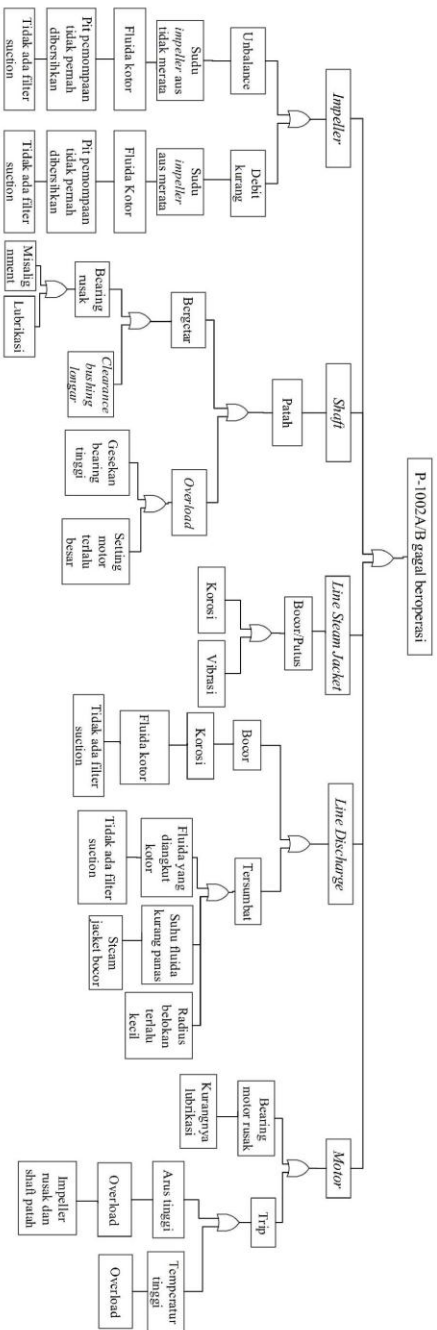 P-1002A/B gagal beroperasi
Impeller
Shaft
Line Steam Jacket
Line Discharge
Motor
Unbalance
Debit
kurang
Sudu
impeller aus
tidak merata
Sudu
impeller
aus merata
Fluida kotor
Fluida Kotor
Pit pemompaan
tidak pernah
dibersihkan
Pit pemompaan
tidak pernah
dibersihkan
Tidak ada filter
suction
Tidak ada filter
suction
Patah
Bergetar
Overload
Bearing
rusak
Clearance
bushing
longar
Misalig
nment
Lubrikasi
Gesekan
bearing
tinggi
Setting
motor
terlalu
besar
Bocor/Putus
Korosi
Vibrasi
Bocor
Tersumbat
Korosi
Fluida kotor
Tidak ada filter
suction
Fluida yang
diangkut
kotor
Tidak ada filter
suction
Suhu fluida
kurang panas
Steam
jacket bocor
Radius
belokan
terlalu
kecil
Bearing
motor rusak
Kurangnya
lubrikasi
Trip
Arus tinggi
Temperatur
tinggi
Overload
Overload
Impeller
rusak dan
shaft patah